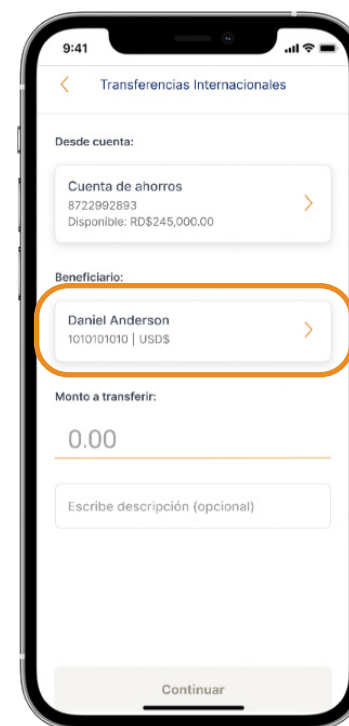 9:41
Transferencias Internacionales
Desde cuenta:
Cuenta de ahorros
8722992893
Disponible: RD$245,000.00
Beneficiario:
Daniel Anderson
1010101010 | USD$
Monto a transferir:
0.00
Escribe descripción (opcional)
Continuar